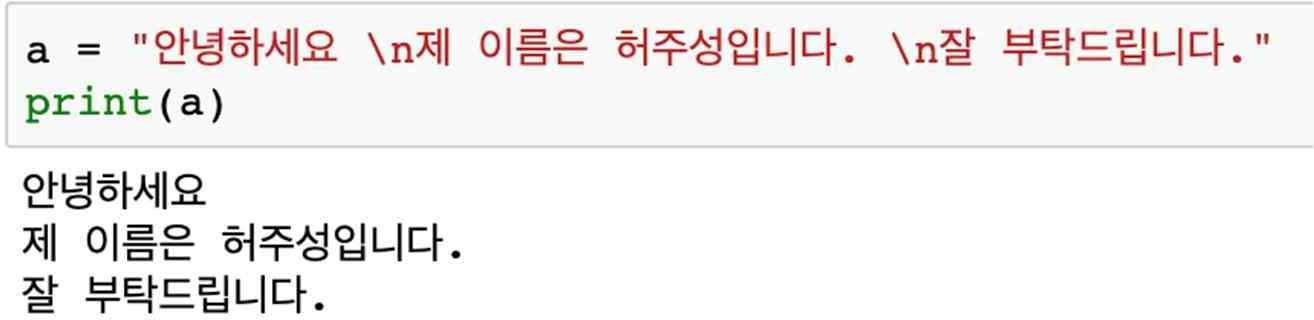 a = "안녕하세요 \n제 이름은 허주성입니다. \n잘 부탁드립니다."
print(a)
안녕하세요
제 이름은 허주성입니다.
잘 부탁드립니다.